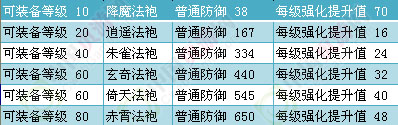 可装备等级 10 降魔法袍 普通防御 38 每级强化提升值 70
可装备等级 20 逍遥法袍 普通防御 167 每级强化提升值 16
可装备等级 40 朱雀法袍 普通防御 334 每级强化提升值 24
可装备等级 60 玄奇法袍 普通防御 440 每级强化提升值 32
可装备等级 60 倚天法袍 普通防御 545 每级强化提升值 40
可装备等级 80 赤霄法袍 普通防御 650 每级强化提升值 48